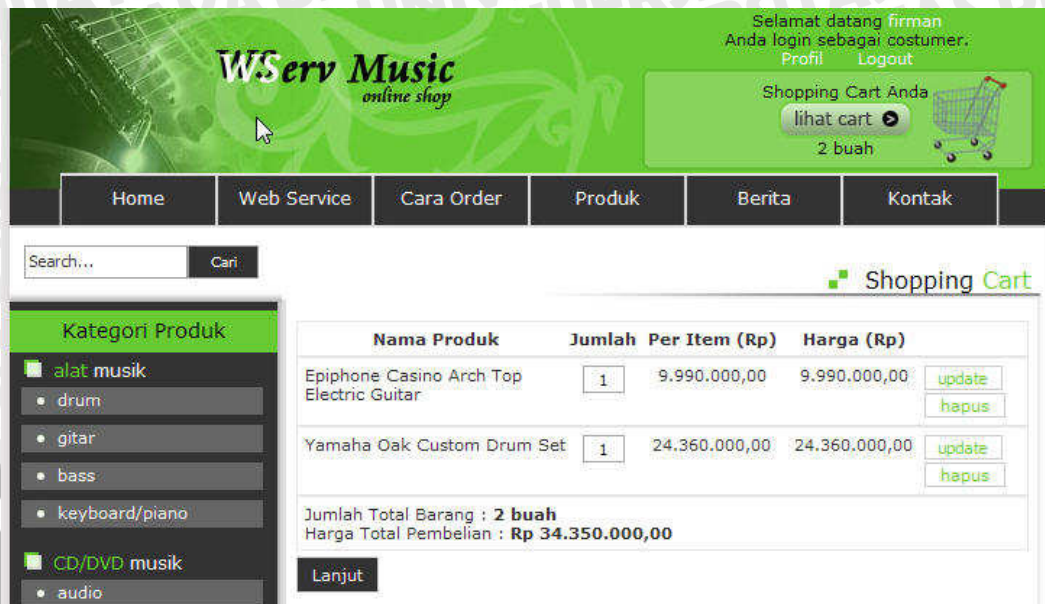 Selamat datang firman
Anda login sebagai costumer.
Profil Logout
WServ Music
online shop
Shopping Cart Anda
lihat cart
2 buah
Home Web Service Cara Order Produk Berita Kontak
Search... Cari
Shopping Cart
Kategori Produk
alat musik
drum
gitar
bass
keyboard/piano
CD/DVD musik
audio
Nama Produk Jumlah Per Item (Rp) Harga (Rp)
Epiphone Casino Arch Top 1 9.990.000,00 9.990.000,00 update
Electric Guitar hapus
Yamaha Oak Custom Drum Set 1 24.360.000,00 24.360.000,00 update
hapus
Jumlah Total Barang : 2 buah
Harga Total Pembelian : Rp 34.350.000,00
Lanjut